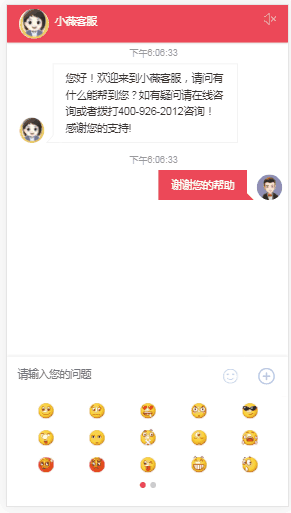 小薇客服
下午6:06:33
您好！欢迎来到小薇客服，请问有
什么能帮到您？如有疑问请在线咨
询或者拨打400-926-2012咨询！
感谢您的支持!
下午6:06:33
谢谢您的帮助
请输入您的问题